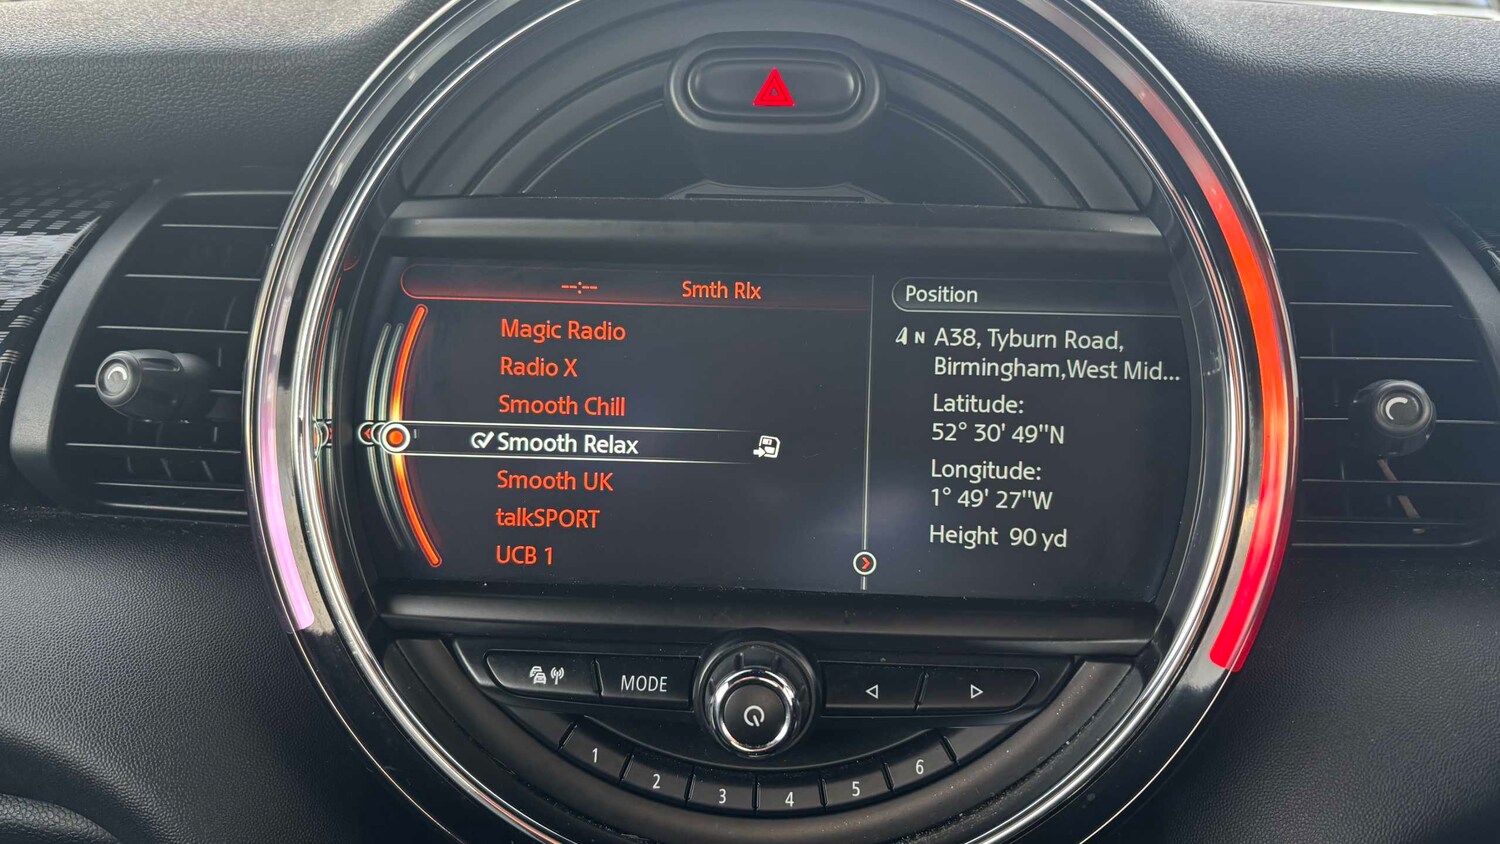 --:--
Smth Rlx
Magic Radio
Radio X
Smooth Chill
Smooth Relax
Smooth UK
talkSPORT
UCB 1
Position
N A38, Tyburn Road,
Birmingham,West Mid...
Latitude:
52° 30' 49"N
Longitude:
1° 49' 27"W
Height 90 yd
MODE
1
2
3
4
5
6